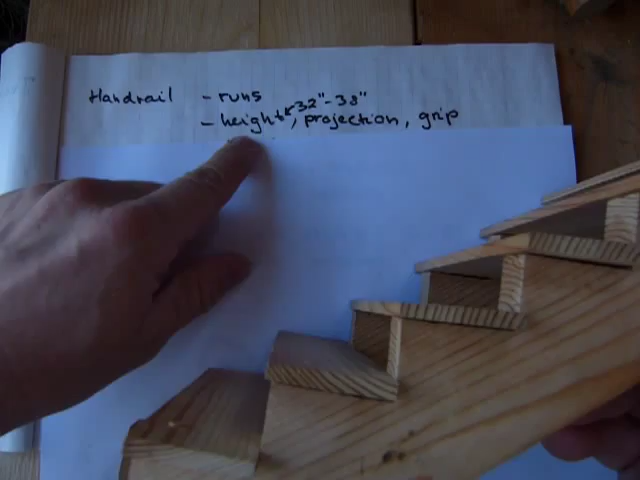 Handrail - runs
32"-38"
- height, projection, grip